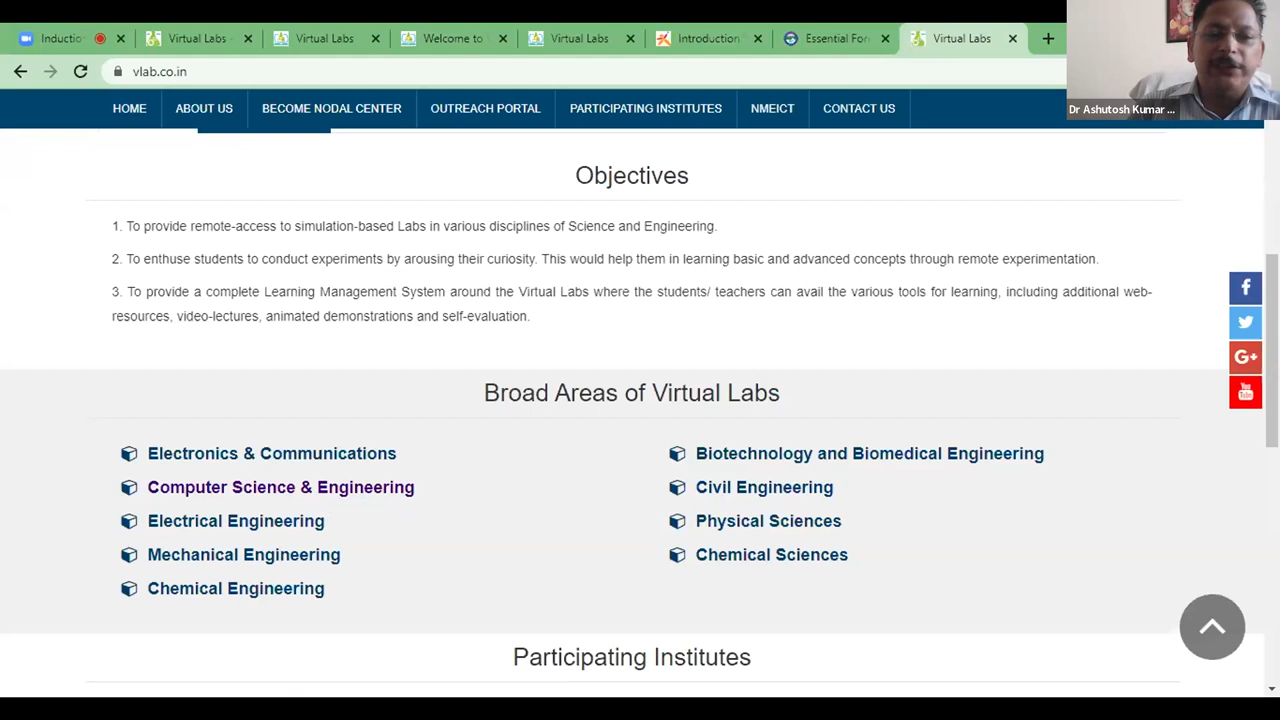 Inductio
Virtual Labs -
Virtual Labs
Welcome to
Virtual Labs
Introduction
Essential For
Virtual Labs
vlab.co.in
Dr Ashutosh Kumar ...
HOME
ABOUT US
BECOME NODAL CENTER
OUTREACH PORTAL
PARTICIPATING INSTITUTES
NMEICT
CONTACT US
Objectives
1. To provide remote-access to simulation-based Labs in various disciplines of Science and Engineering.
2. To enthuse students to conduct experiments by arousing their curiosity. This would help them in learning basic and advanced concepts through remote experimentation.
3. To provide a complete Learning Management System around the Virtual Labs where the students/ teachers can avail the various tools for learning, including additional web-
resources, video-lectures, animated demonstrations and self-evaluation.
G+
You
Tube
Broad Areas of Virtual Labs
Electronics & Communications
Computer Science & Engineering
Electrical Engineering
Mechanical Engineering
Chemical Engineering
Biotechnology and Biomedical Engineering
Civil Engineering
Physical Sciences
Chemical Sciences
Participating Institutes